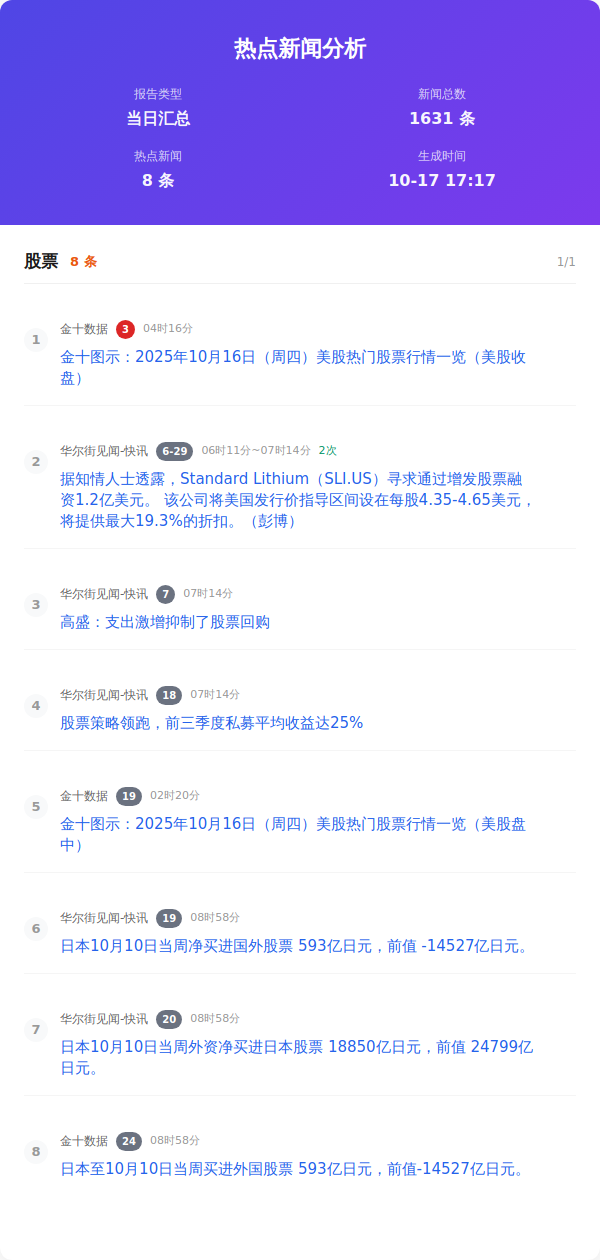 热点新闻分析
报告类型
当日汇总
新闻总数
1631 条
热点新闻
8 条
生成时间
10-17 17:17
股票 8 条 1/1
1
金十数据 3 04时16分
金十图示：2025年10月16日（周四）美股热门股票行情一览（美股收
盘）
2
华尔街见闻-快讯 6-29 06时11分~07时14分 2次
据知情人士透露，Standard Lithium（SLI.US）寻求通过增发股票融
资1.2亿美元。 该公司将美国发行价指导区间设在每股4.35-4.65美元，
将提供最大19.3%的折扣。（彭博）
3
华尔街见闻-快讯 7 07时14分
高盛：支出激增抑制了股票回购
4
华尔街见闻-快讯 18 07时14分
股票策略领跑，前三季度私募平均收益达25%
5
金十数据 19 02时20分
金十图示：2025年10月16日（周四）美股热门股票行情一览（美股盘
中）
6
华尔街见闻-快讯 19 08时58分
日本10月10日当周净买进国外股票 593亿日元，前值 -14527亿日元。
7
华尔街见闻-快讯 20 08时58分
日本10月10日当周外资净买进日本股票 18850亿日元，前值 24799亿
日元。
8
金十数据 24 08时58分
日本至10月10日当周买进外国股票 593亿日元，前值-14527亿日元。